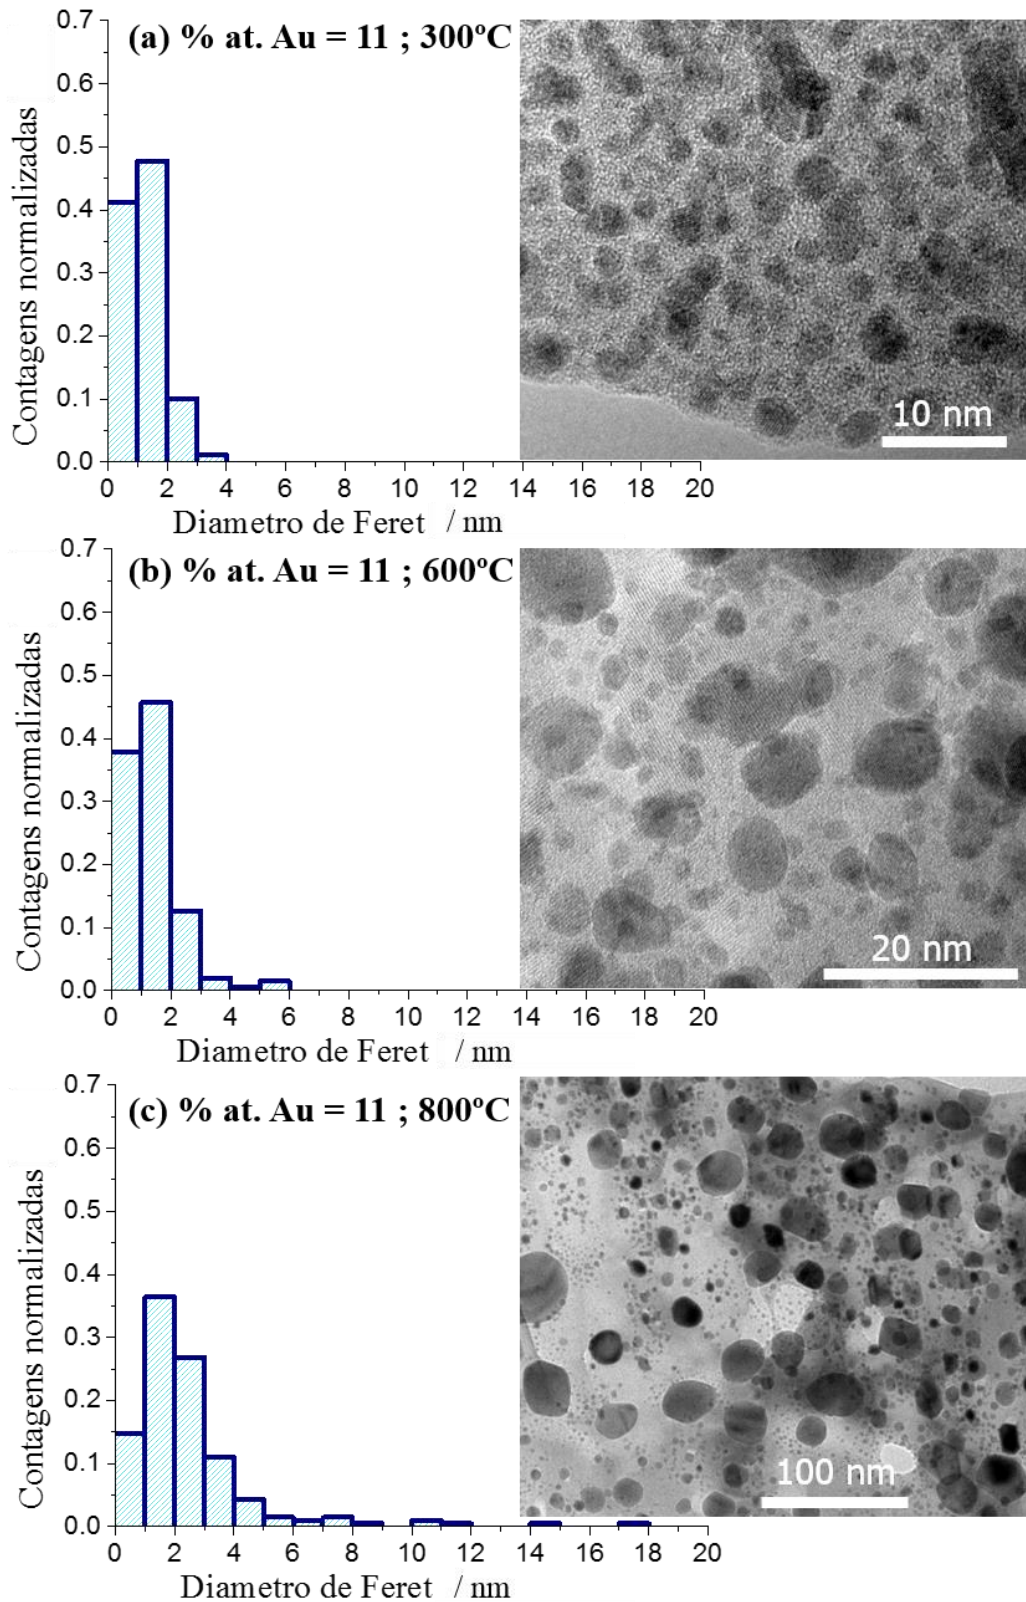 (a) % at. Au = 11 ; 300ºC
Contagens normalizadas
0.7
0.6
0.5
0.4
0.3
0.2
0.1
0.0
0 2 4 6 8 10 12 14 16 18 20
Diametro de Feret / nm
10 nm
(b) % at. Au = 11 ; 600ºC
Contagens normalizadas
0.7
0.6
0.5
0.4
0.3
0.2
0.1
0.0
0 2 4 6 8 10 12 14 16 18 20
Diametro de Feret / nm
20 nm
(c) % at. Au = 11 ; 800ºC
Contagens normalizadas
0.7
0.6
0.5
0.4
0.3
0.2
0.1
0.0
0 2 4 6 8 10 12 14 16 18 20
Diametro de Feret / nm
100 nm